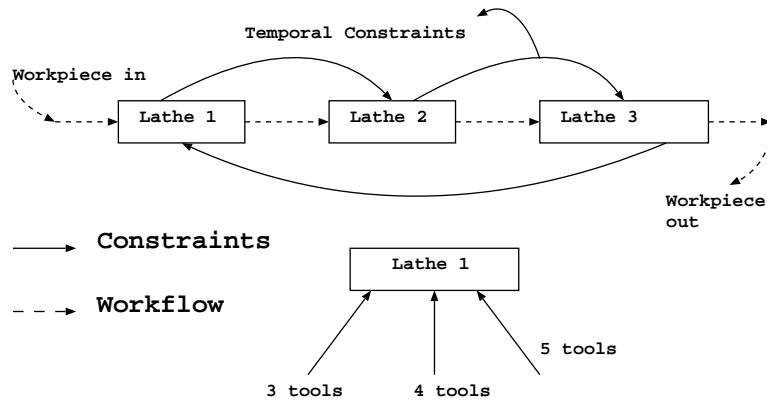 Temporal Constraints
Workpiece in
Lathe 1
Lathe 2
Lathe 3
Workpiece
out
Constraints
Lathe 1
Workflow
5 tools
3 tools
4 tools